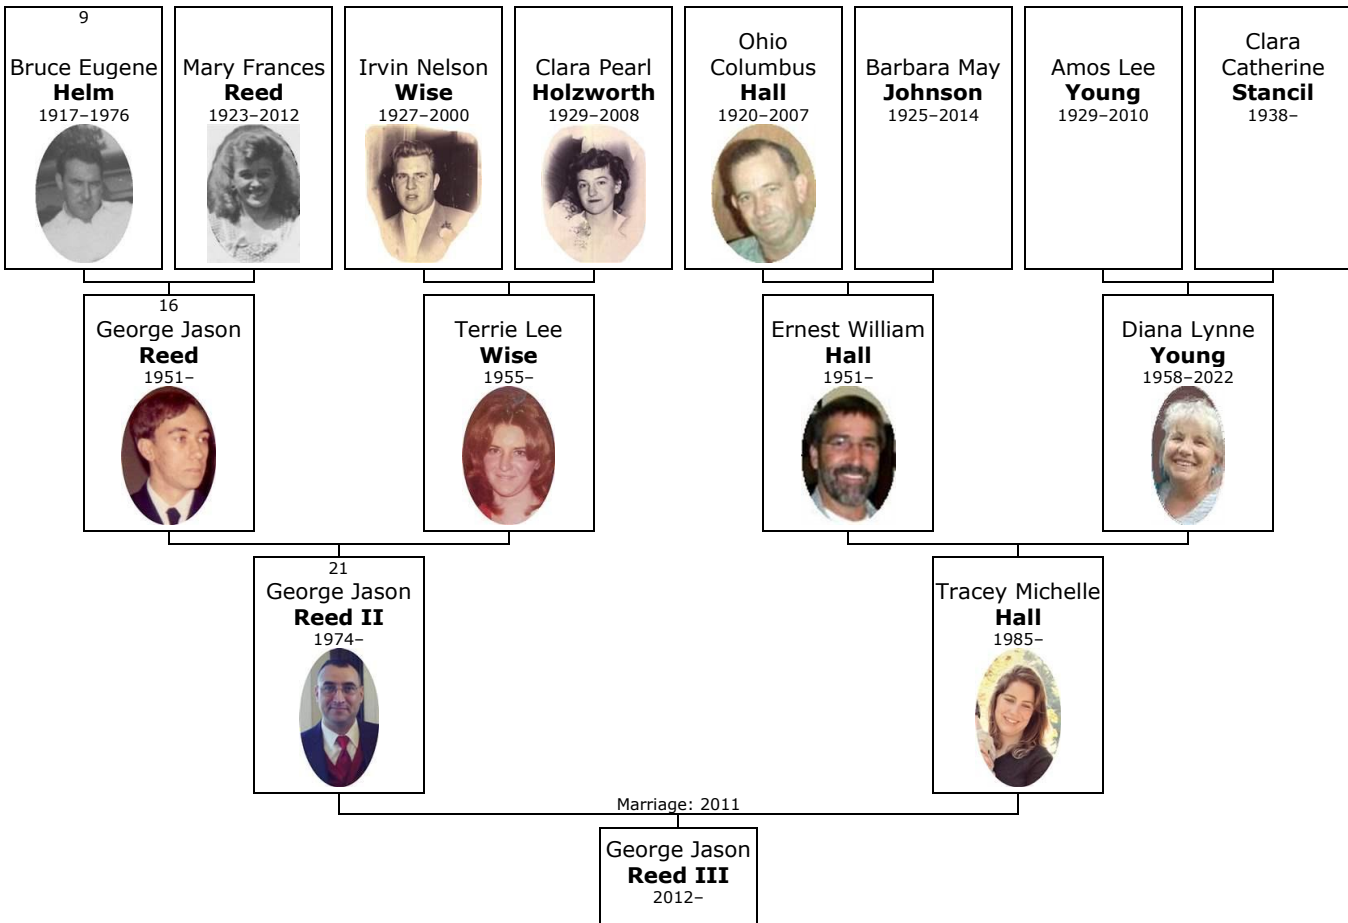 9
Bruce Eugene
Helm
1917–1976
Mary Frances
Reed
1923–2012
Irvin Nelson
Wise
1927–2000
Clara Pearl
Holzworth
1929–2008
Ohio
Columbus
Hall
1920–2007
Barbara May
Johnson
1925–2014
Amos Lee
Young
1929–2010
Clara
Catherine
Stancil
1938–
16
George Jason
Reed
1951–
Terrie Lee
Wise
1955–
Ernest William
Hall
1951–
Diana Lynne
Young
1958–2022
21
George Jason
Reed II
1974–
Tracey Michelle
Hall
1985–
Marriage: 2011
George Jason
Reed III
2012–